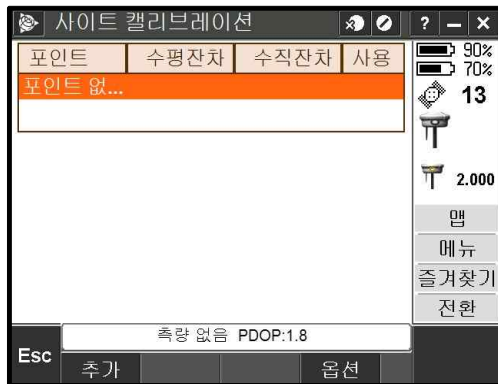 사이트 캘리브레이션
? – ×
포인트 수평잔차 수직잔차 사용
포인트 없...
90%
70%
13
2.000
맵
메뉴
즐겨찾기
전환
측량 없음 PDOP:1.8
Esc 추가 옵션